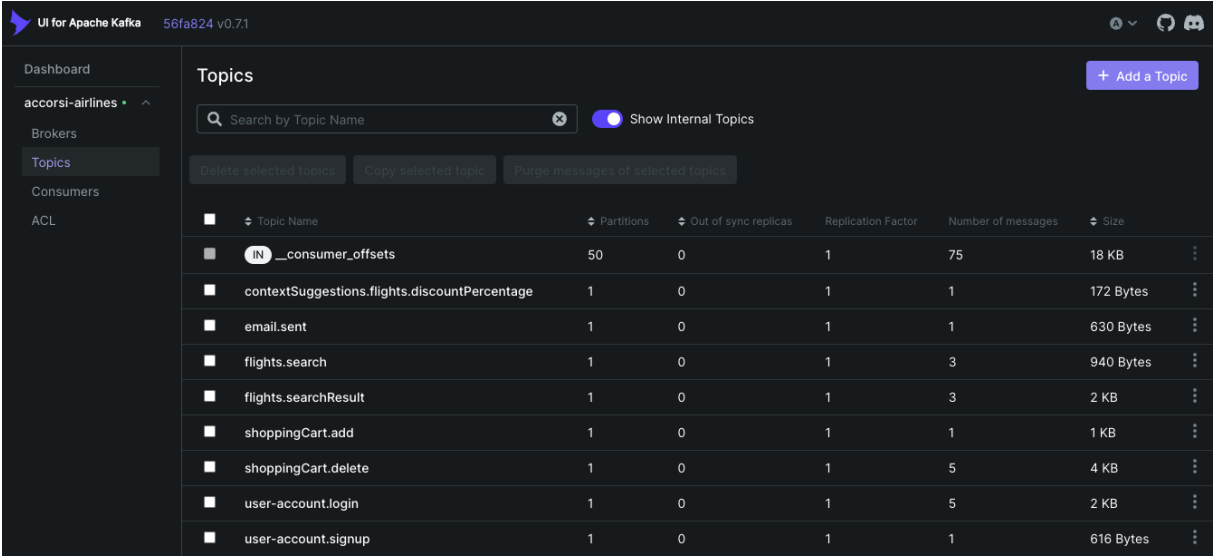 UI for Apache Kafka 56fa824 v0.7.1 A
Dashboard
accorsi-airlines
Brokers
Topics
Consumers
ACL
Topics
+ Add a Topic
Search by Topic Name
Show Internal Topics
Delete selected topics Copy selected topic Purge messages of selected topics
Topic Name Partitions Out of sync replicas Replication Factor Number of messages Size
IN __consumer_offsets 50 0 1 75 18 KB
contextSuggestions.flights.discountPercentage 1 0 1 1 172 Bytes
email.sent 1 0 1 1 630 Bytes
flights.search 1 0 1 3 940 Bytes
flights.searchResult 1 0 1 3 2 KB
shoppingCart.add 1 0 1 1 1 KB
shoppingCart.delete 1 0 1 5 4 KB
user-account.login 1 0 1 5 2 KB
user-account.signup 1 0 1 1 616 Bytes